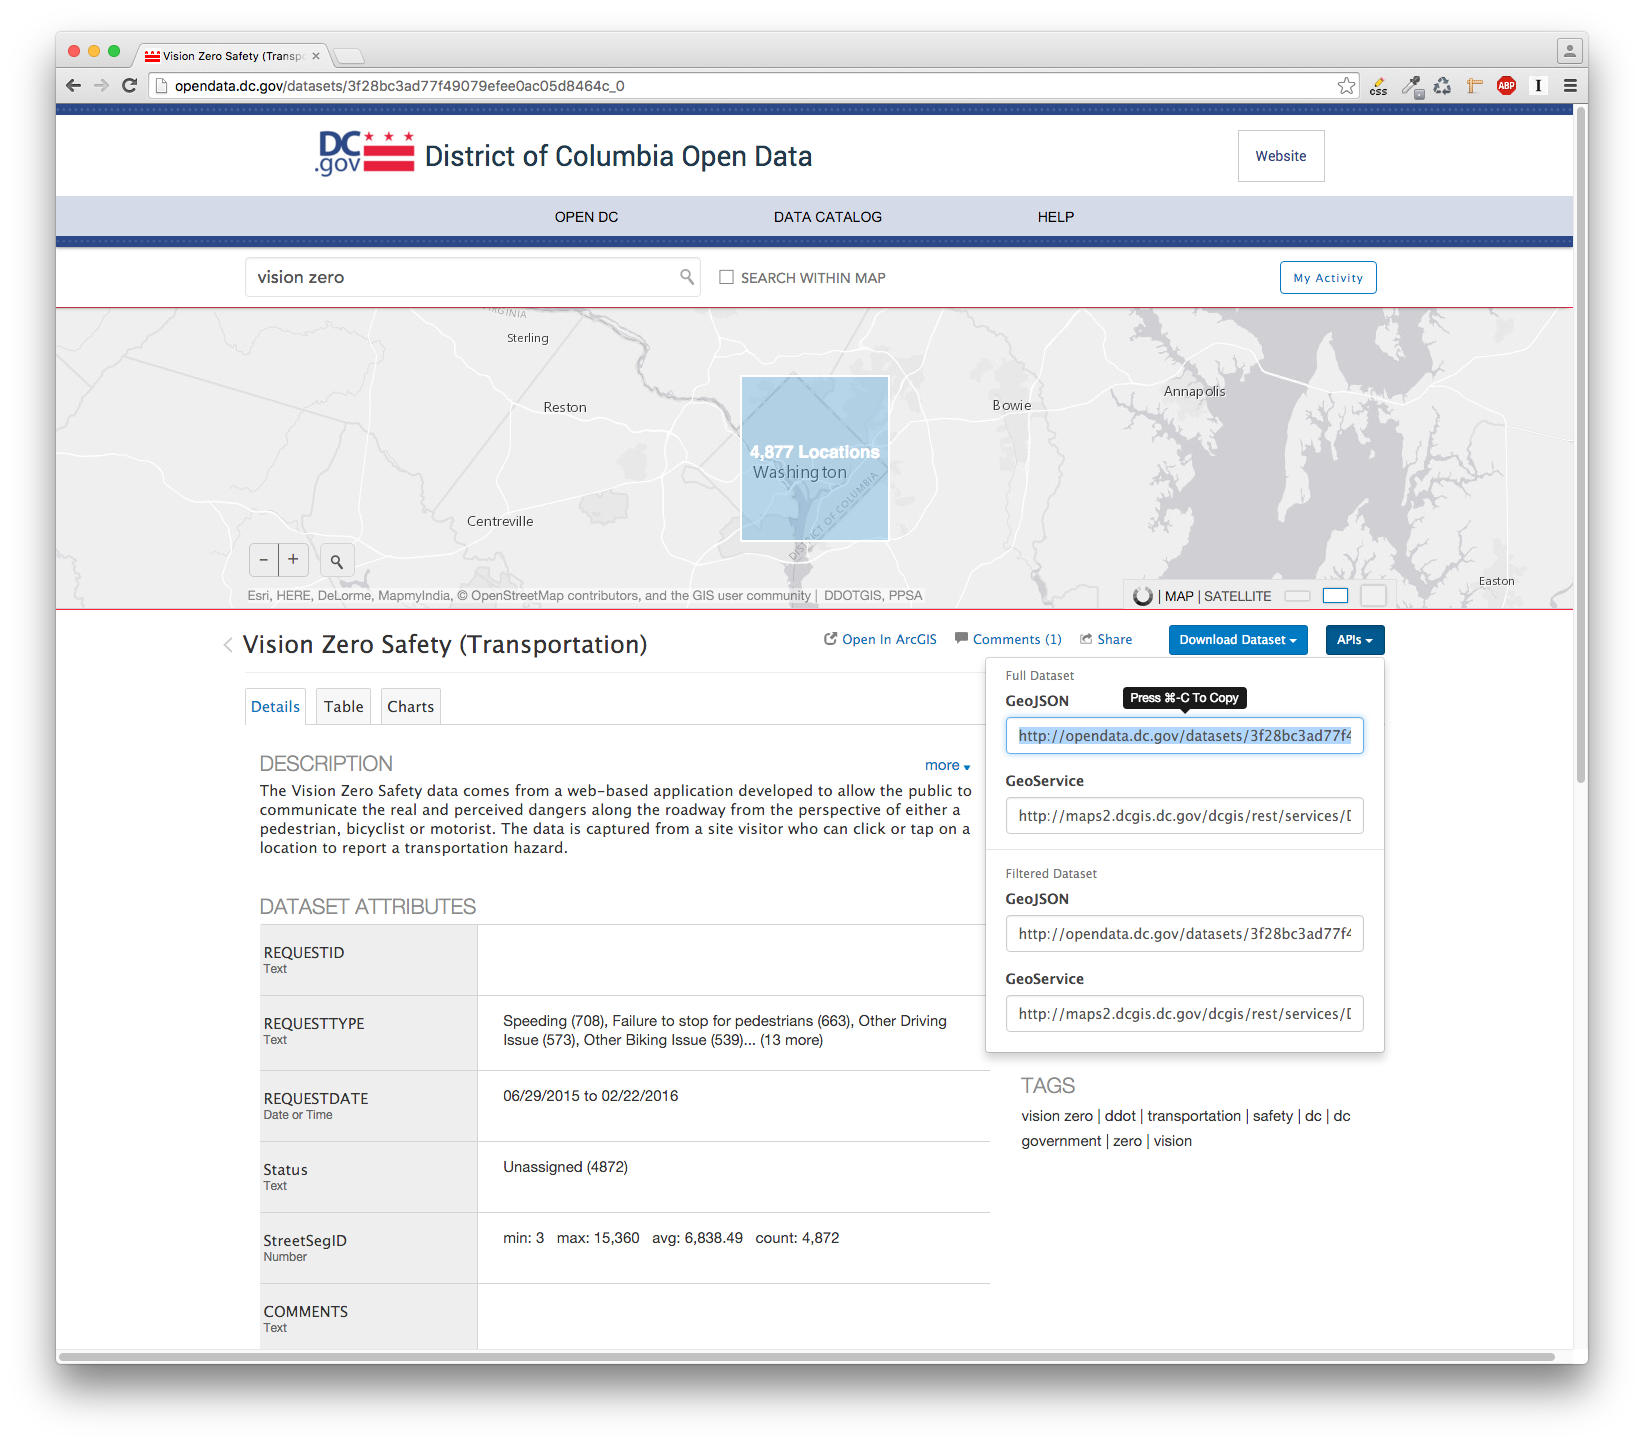 Vision Zero Safety (Transpo
opendata.dc.gov/datasets/3f28bc3ad77f49079efee0ac05d8464c_0
css
ABP
I
DC
.gov
District of Columbia Open Data
Website
OPEN DC
DATA CATALOG
HELP
vision zero
SEARCH WITHIN MAP
My Activity
VIRGINIA
Sterling
Reston
Bowie
Annapolis
4,877 Locations
Washington
DISTRICT OF COLUMBIA
Centreville
Easton
− +
Esri, HERE, DeLorme, MapmyIndia, © OpenStreetMap contributors, and the GIS user community | DDOTGIS, PPSA
| MAP | SATELLITE
Vision Zero Safety (Transportation)
Open In ArcGIS
Comments (1)
Share
Download Dataset
APIs
Full Dataset
GeoJSON
Press ⌘-C To Copy
http://opendata.dc.gov/datasets/3f28bc3ad77f4
GeoService
http://maps2.dcgis.dc.gov/dcgis/rest/services/D
Filtered Dataset
GeoJSON
http://opendata.dc.gov/datasets/3f28bc3ad77f4
GeoService
http://maps2.dcgis.dc.gov/dcgis/rest/services/D
Details
Table
Charts
DESCRIPTION
more
The Vision Zero Safety data comes from a web-based application developed to allow the public to
communicate the real and perceived dangers along the roadway from the perspective of either a
pedestrian, bicyclist or motorist. The data is captured from a site visitor who can click or tap on a
location to report a transportation hazard.
DATASET ATTRIBUTES
REQUESTID
Text
REQUESTTYPE
Text
Speeding (708), Failure to stop for pedestrians (663), Other Driving
Issue (573), Other Biking Issue (539)... (13 more)
REQUESTDATE
Date or Time
06/29/2015 to 02/22/2016
Status
Text
Unassigned (4872)
StreetSegID
Number
min: 3 max: 15,360 avg: 6,838.49 count: 4,872
COMMENTS
Text
TAGS
vision zero | ddot | transportation | safety | dc | dc
government | zero | vision